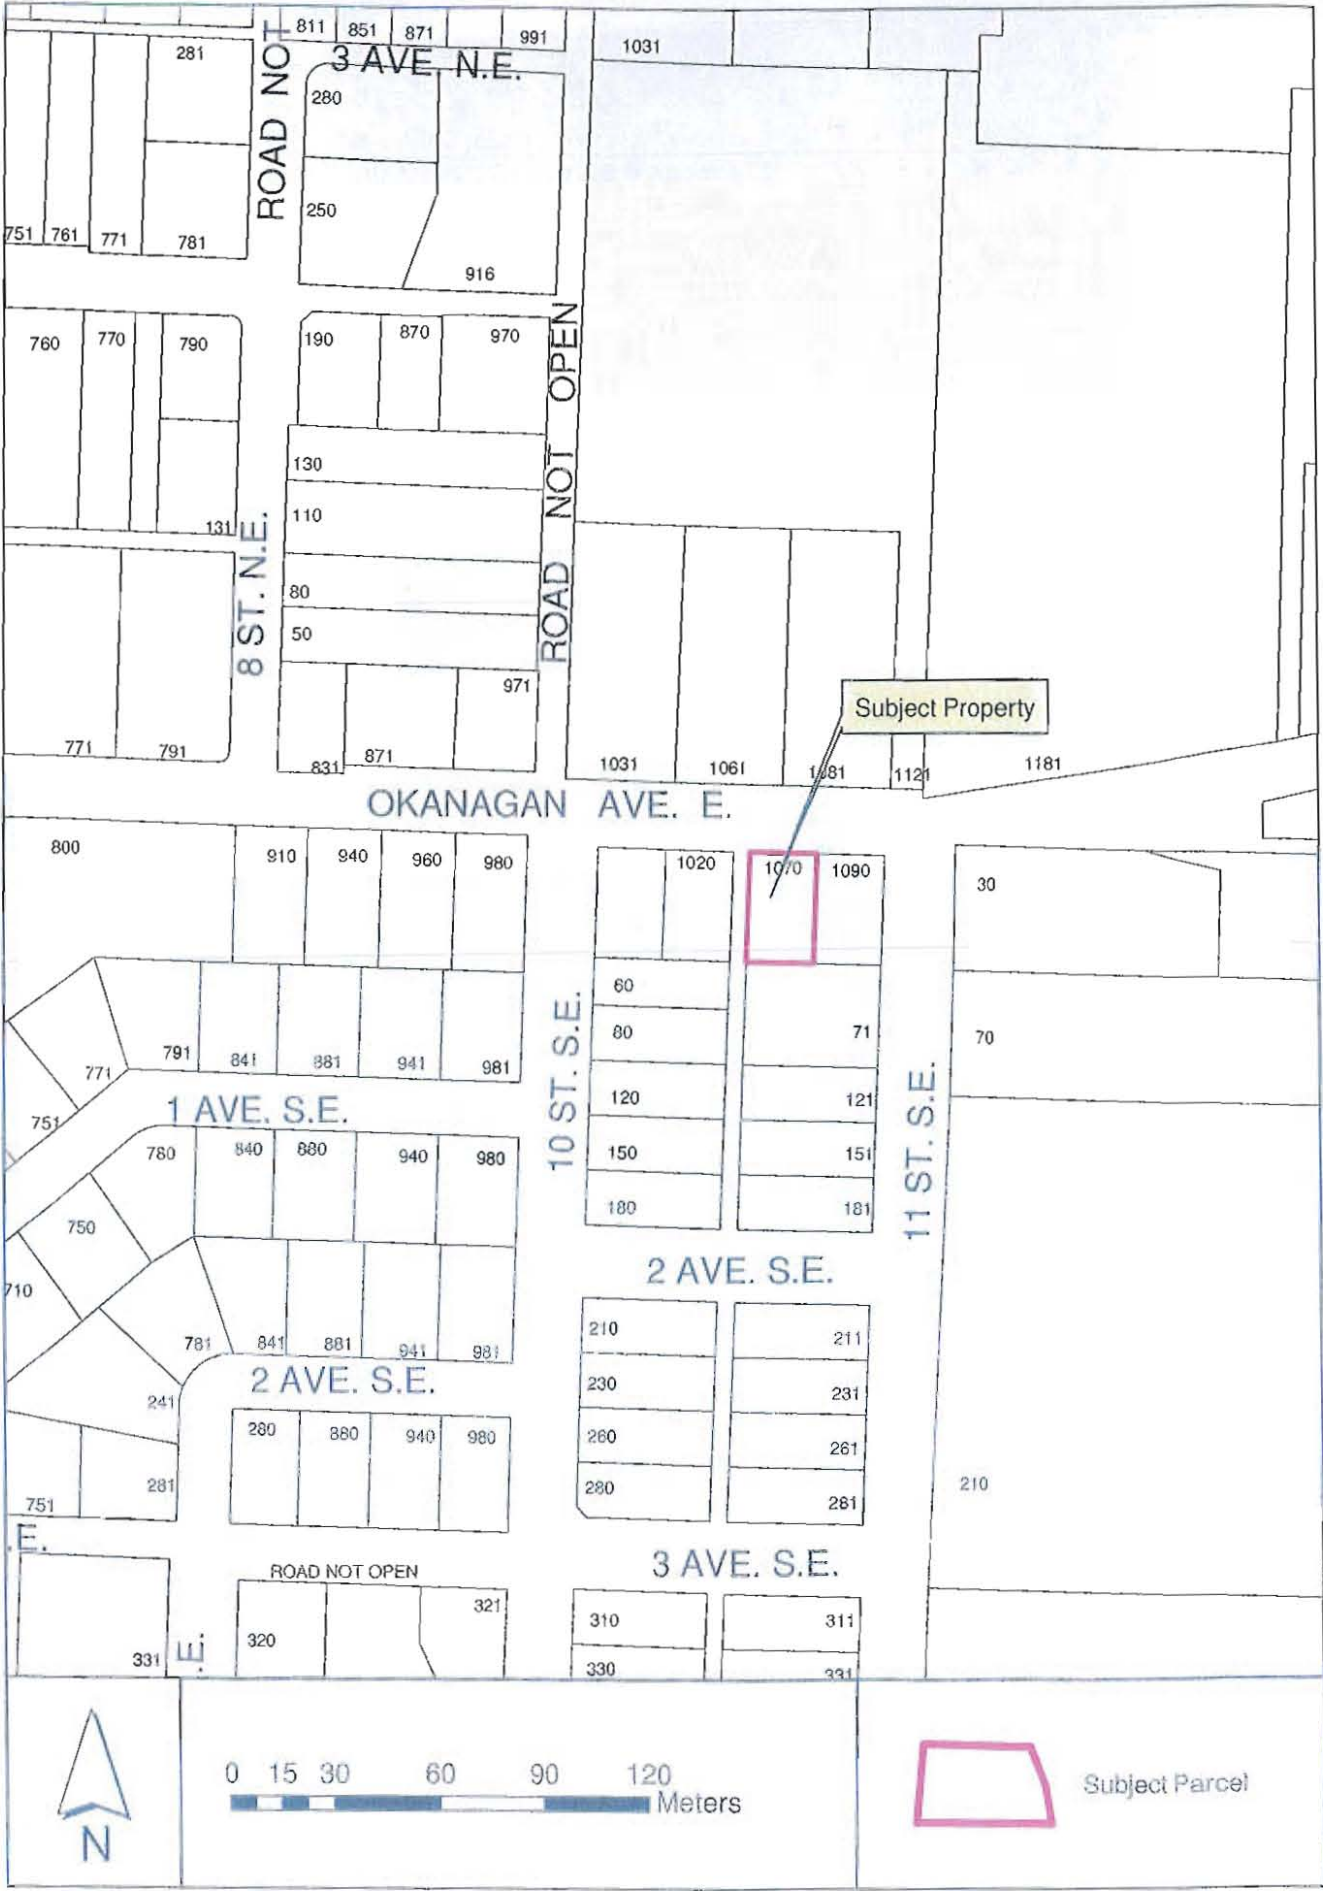 811 851 871 991 1031
281
3 AVE. N.E.
ROAD NOT
280
250
751 761 771 781
916
760 770 790
190 870 970
ROAD NOT OPEN
130
110
131
8 ST. N.E.
80
50
971
Subject Property
771 791
831 871
1031 1061 1081 1121 1181
OKANAGAN AVE. E.
800 910 940 960 980
1020 1070 1090
30
60
80
71
70
791 841 881 941 981
771
751
1 AVE. S.E.
10 ST. S.E.
11 ST. S.E.
120 121
150 151
180 181
780 840 880 940 980
750
710
2 AVE. S.E.
781 841 881 941 981
210 211
2 AVE. S.E.
230 231
241
280 880 940 980
260 261
281
280 281
210
751
.E.
ROAD NOT OPEN
3 AVE. S.E.
321
310 311
320
331
.E.
330 331
0 15 30 60 90 120
Meters
N
Subject Parcel